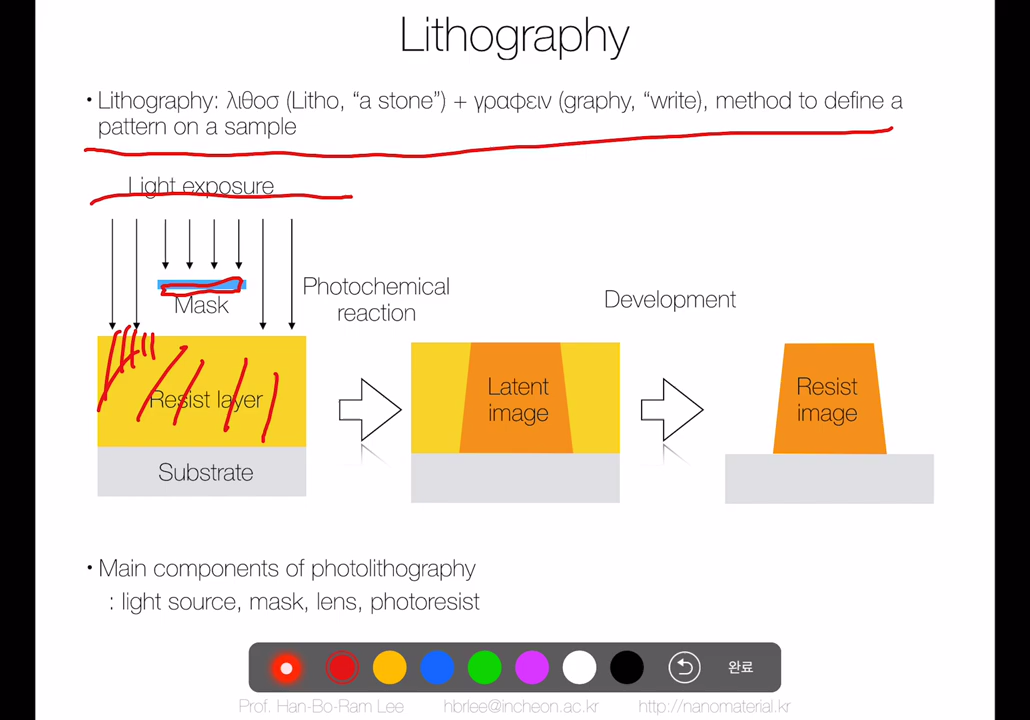 Lithography
• Lithography: λιθοσ (Litho, “a stone”) + γραφειν (graphy, “write), method to define a
pattern on a sample
Light exposure
Mask
Photochemical
reaction
Development
Resist layer
Latent
image
Resist
image
Substrate
• Main components of photolithography
: light source, mask, lens, photoresist
완료
Prof. Han-Bo-Ram Lee hbrlee@incheon.ac.kr http://nanomaterial.kr